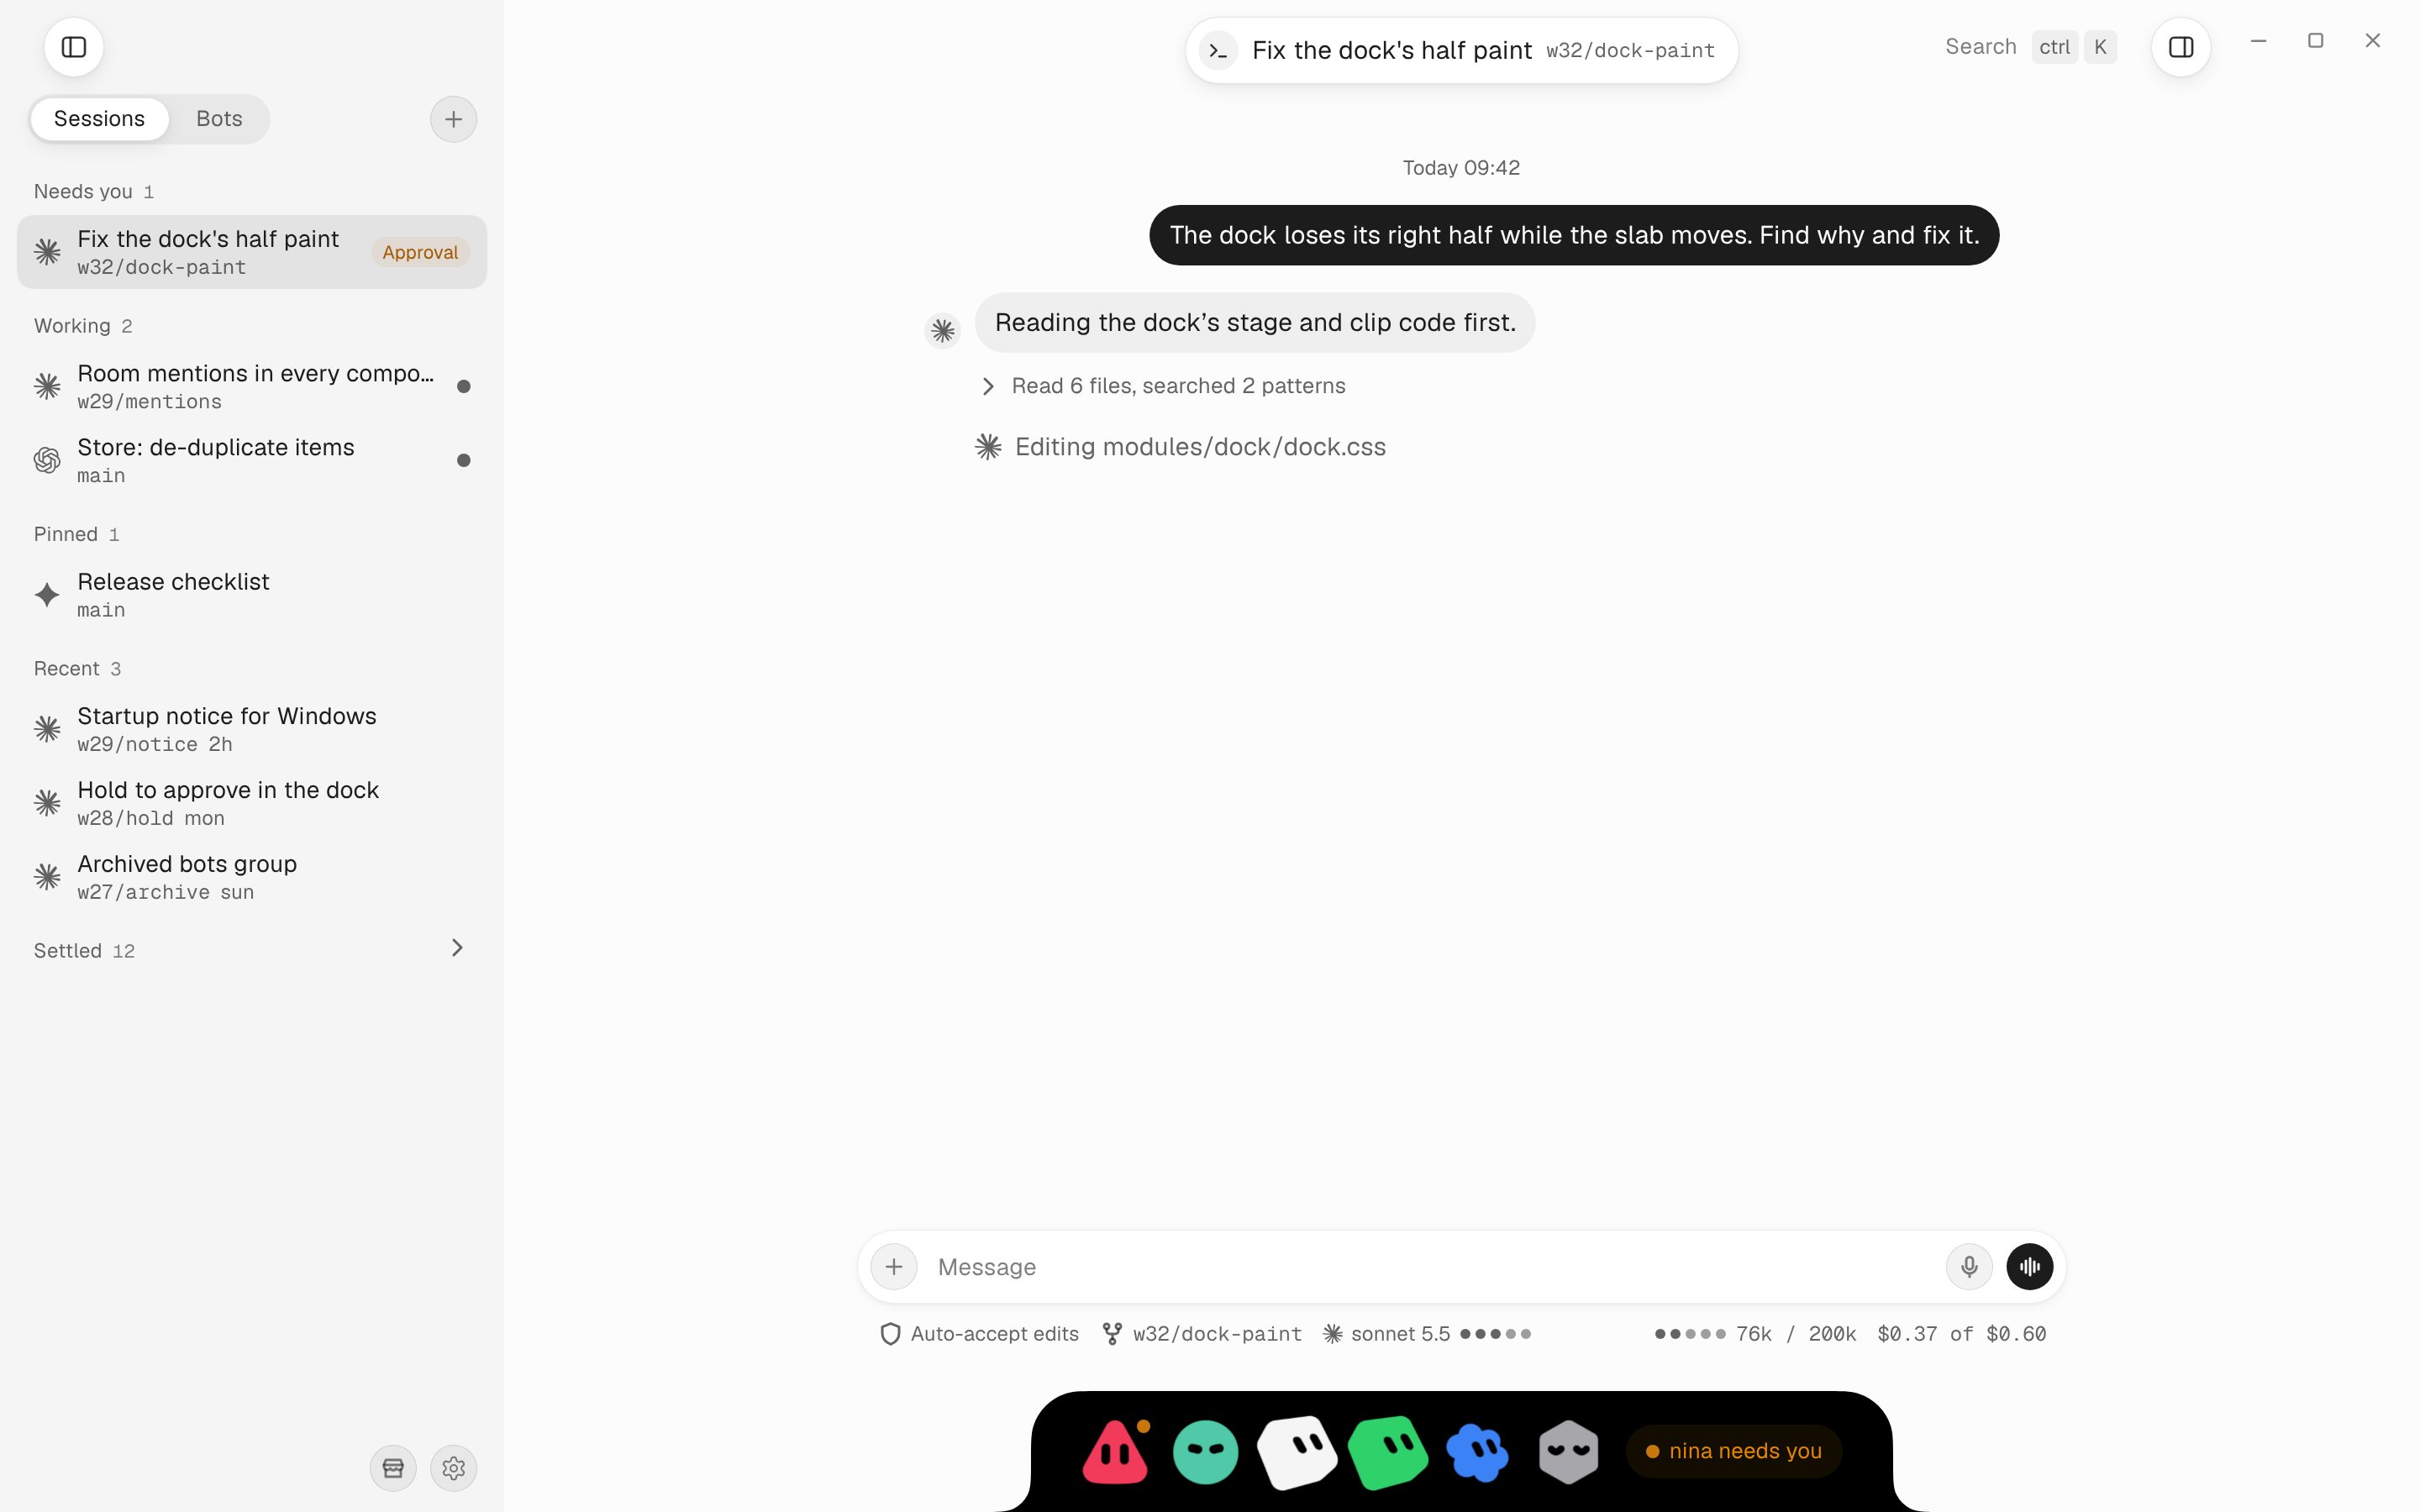 Fix the dock's half paint w32/dock-paint
Search ctrl K
Sessions Bots
Needs you 1
Fix the dock's half paint
w32/dock-paint
Approval
Working 2
Room mentions in every compo…
w29/mentions
Store: de-duplicate items
main
Pinned 1
Release checklist
main
Recent 3
Startup notice for Windows
w29/notice 2h
Hold to approve in the dock
w28/hold mon
Archived bots group
w27/archive sun
Settled 12
Today 09:42
The dock loses its right half while the slab moves. Find why and fix it.
Reading the dock’s stage and clip code first.
Read 6 files, searched 2 patterns
Editing modules/dock/dock.css
Message
Auto-accept edits w32/dock-paint sonnet 5.5 76k / 200k $0.37 of $0.60
nina needs you